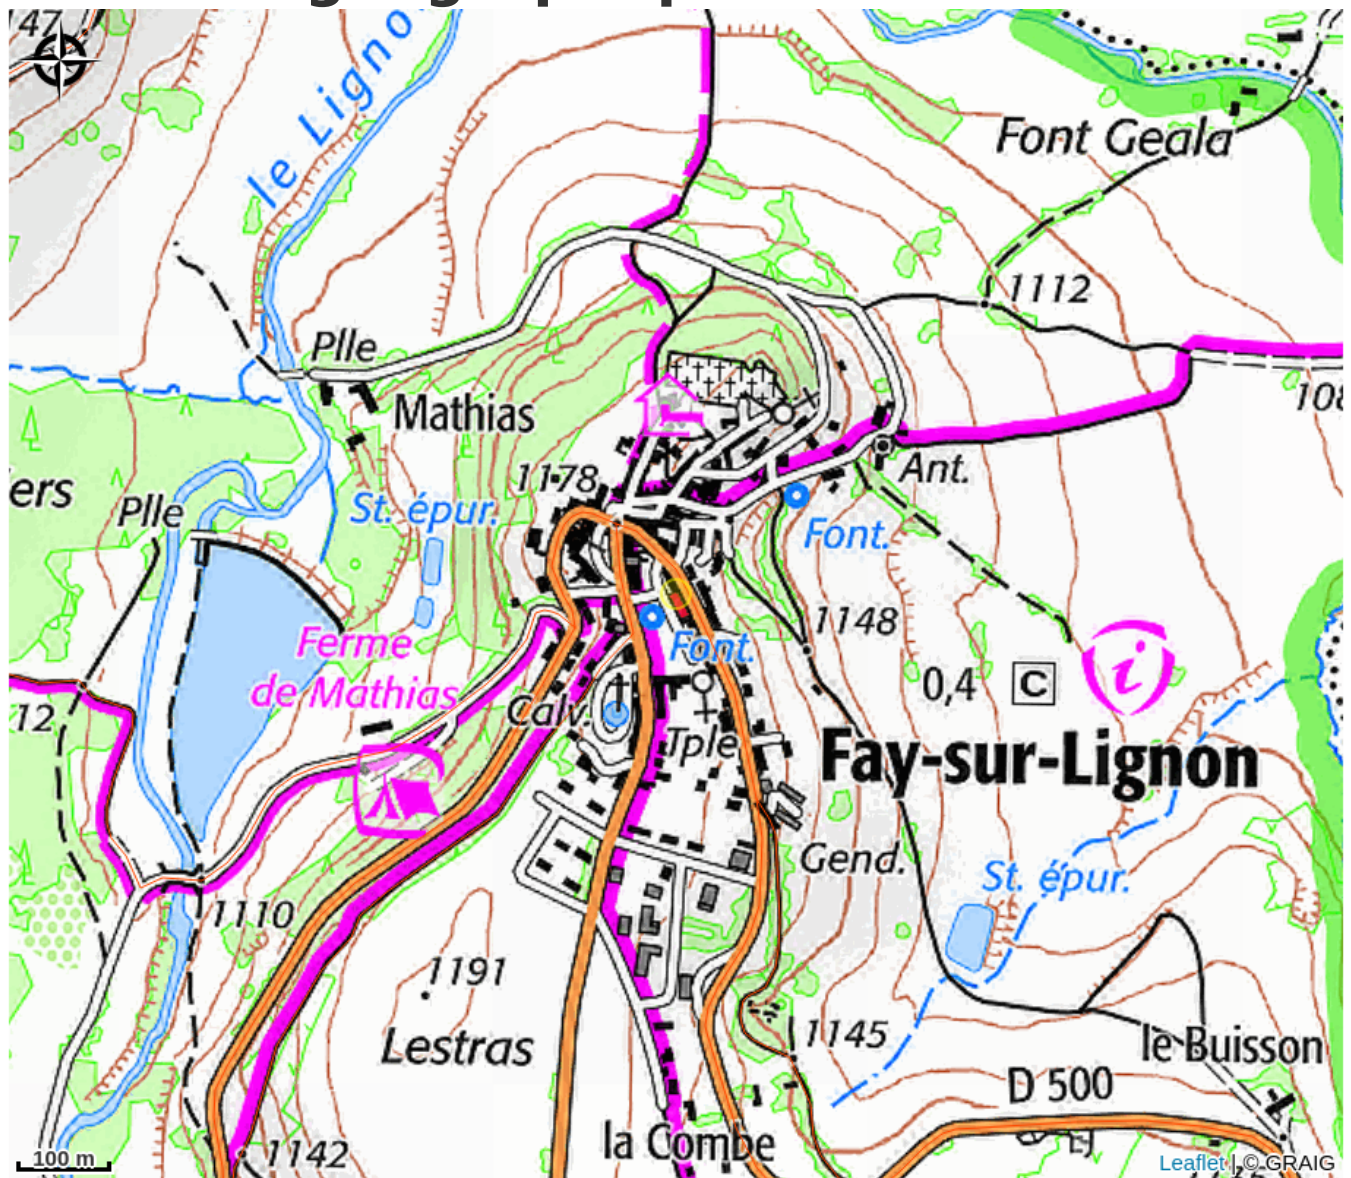 47
le Ligno
Font Geala
1112
Plle
Mathias
108
1178
Ant.
ers
Plle
St. épur.
Font.
1148
Ferme
de Mathias
Font.
0,4 C
i
12
Calv.
Tple
Fay-sur-Lignon
Gend.
St. épur.
1110
1191
Lestras
1145
le Buisson
D 500
la Combe
1142
100 m
Leaflet | © GRAIG